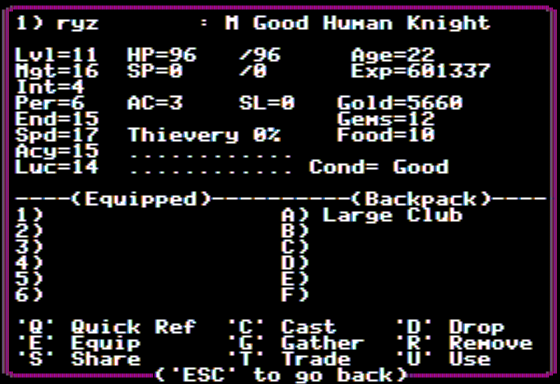 1) ryz : M Good Human Knight
Lvl=11 HP=96 /96 Age=22
Mgt=16 SP=0 /0 Exp=601337
Int=4
Per=6 AC=3 SL=0 Gold=5660
End=15 Gems=12
Spd=17 Thievery 0% Food=10
Acy=15 .............
Luc=14 ............. Cond= Good
----(Equipped)----------(Backpack)----
1) A) Large Club
2) B)
3) C)
4) D)
5) E)
6) F)
'Q' Quick Ref 'C' Cast 'D' Drop
'E' Equip 'G' Gather 'R' Remove
'S' Share 'T' Trade 'U' Use
('ESC' to go back)